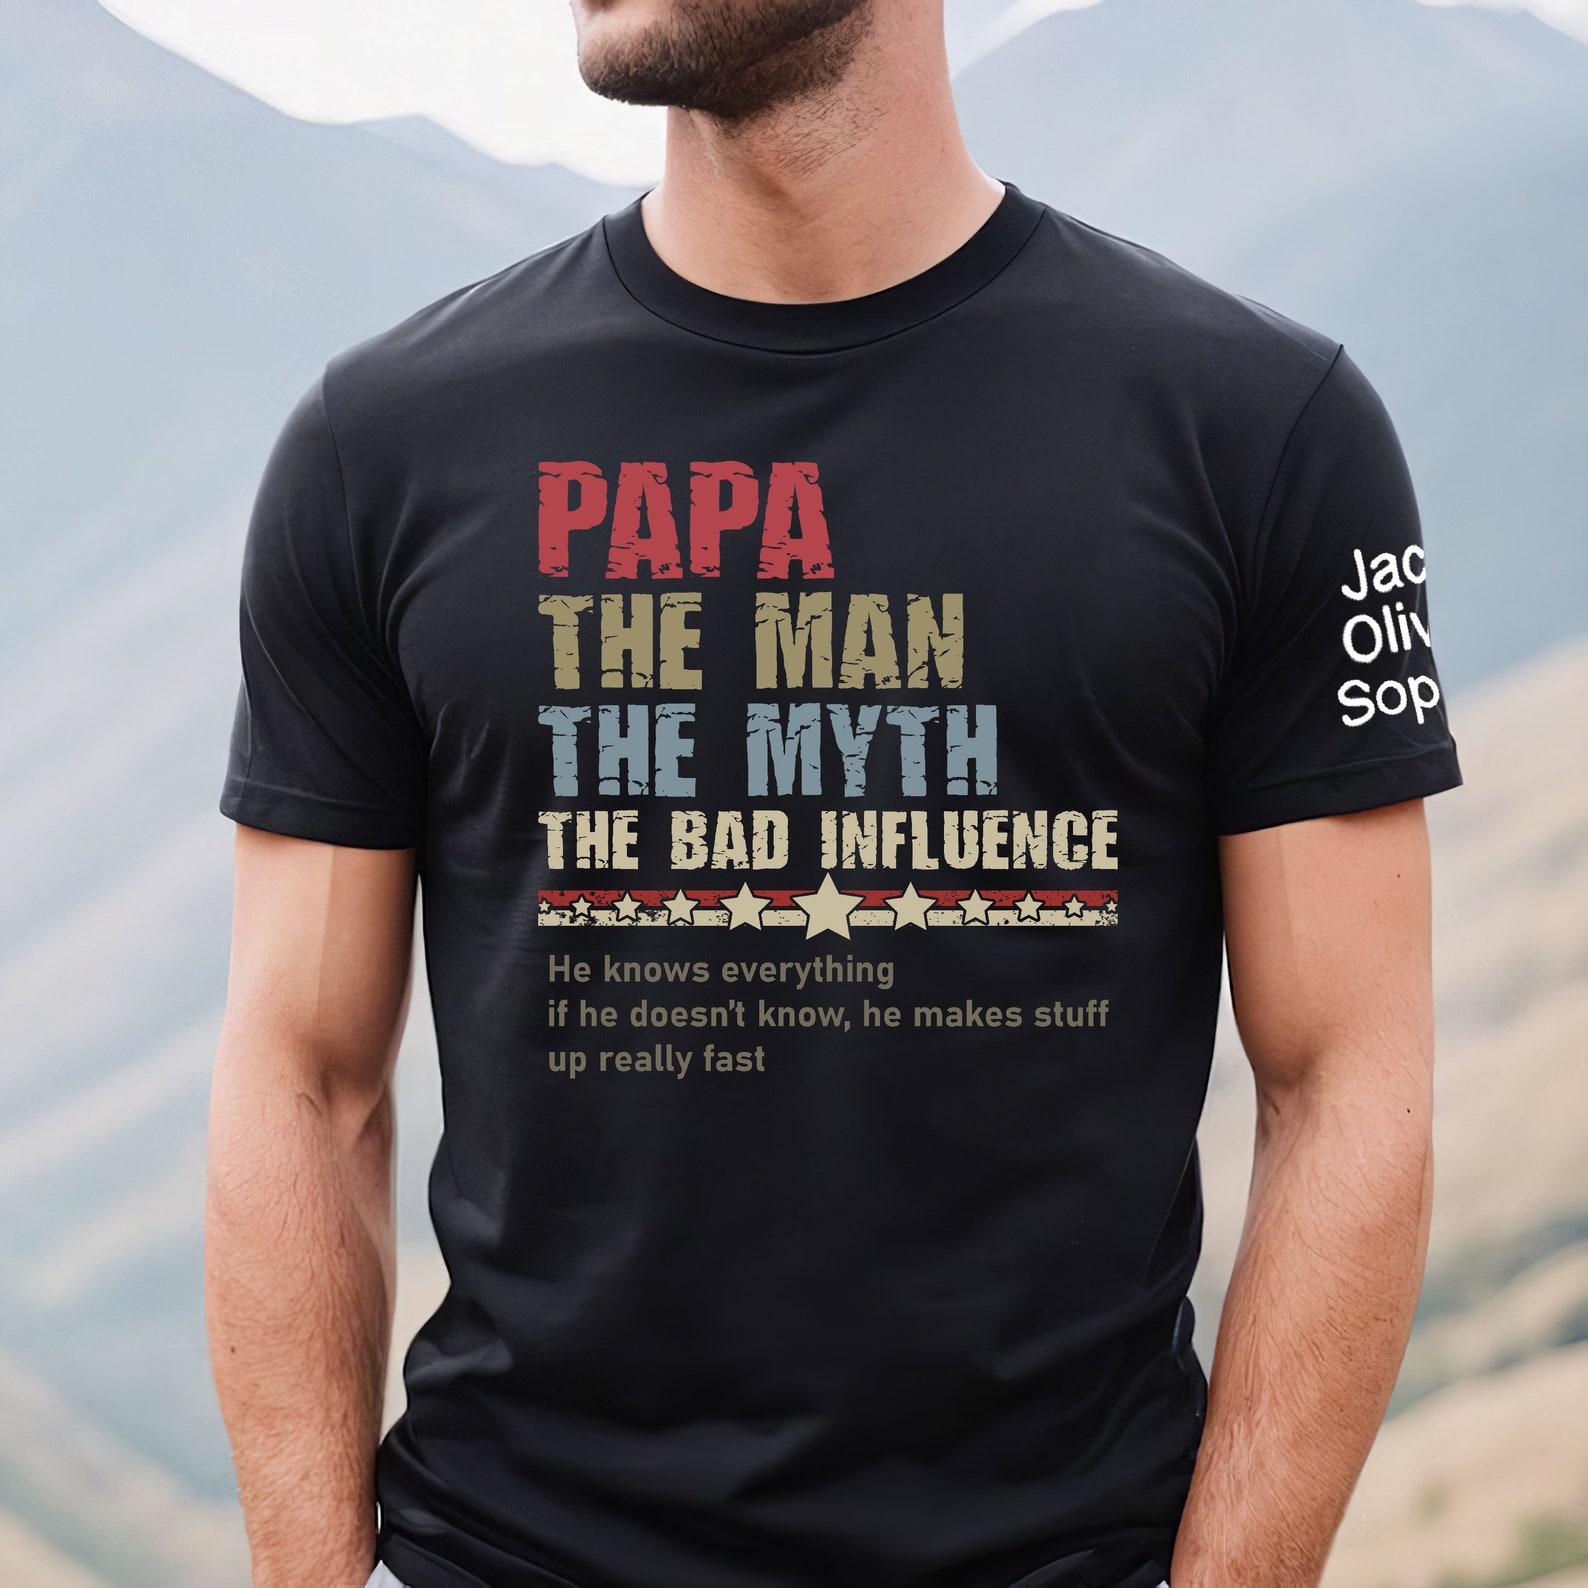 PAPA
THE MAN
THE MYTH
THE BAD INFLUENCE
He knows everything
if he doesn't know, he makes stuff
up really fast
Jac
Oliv
Sop